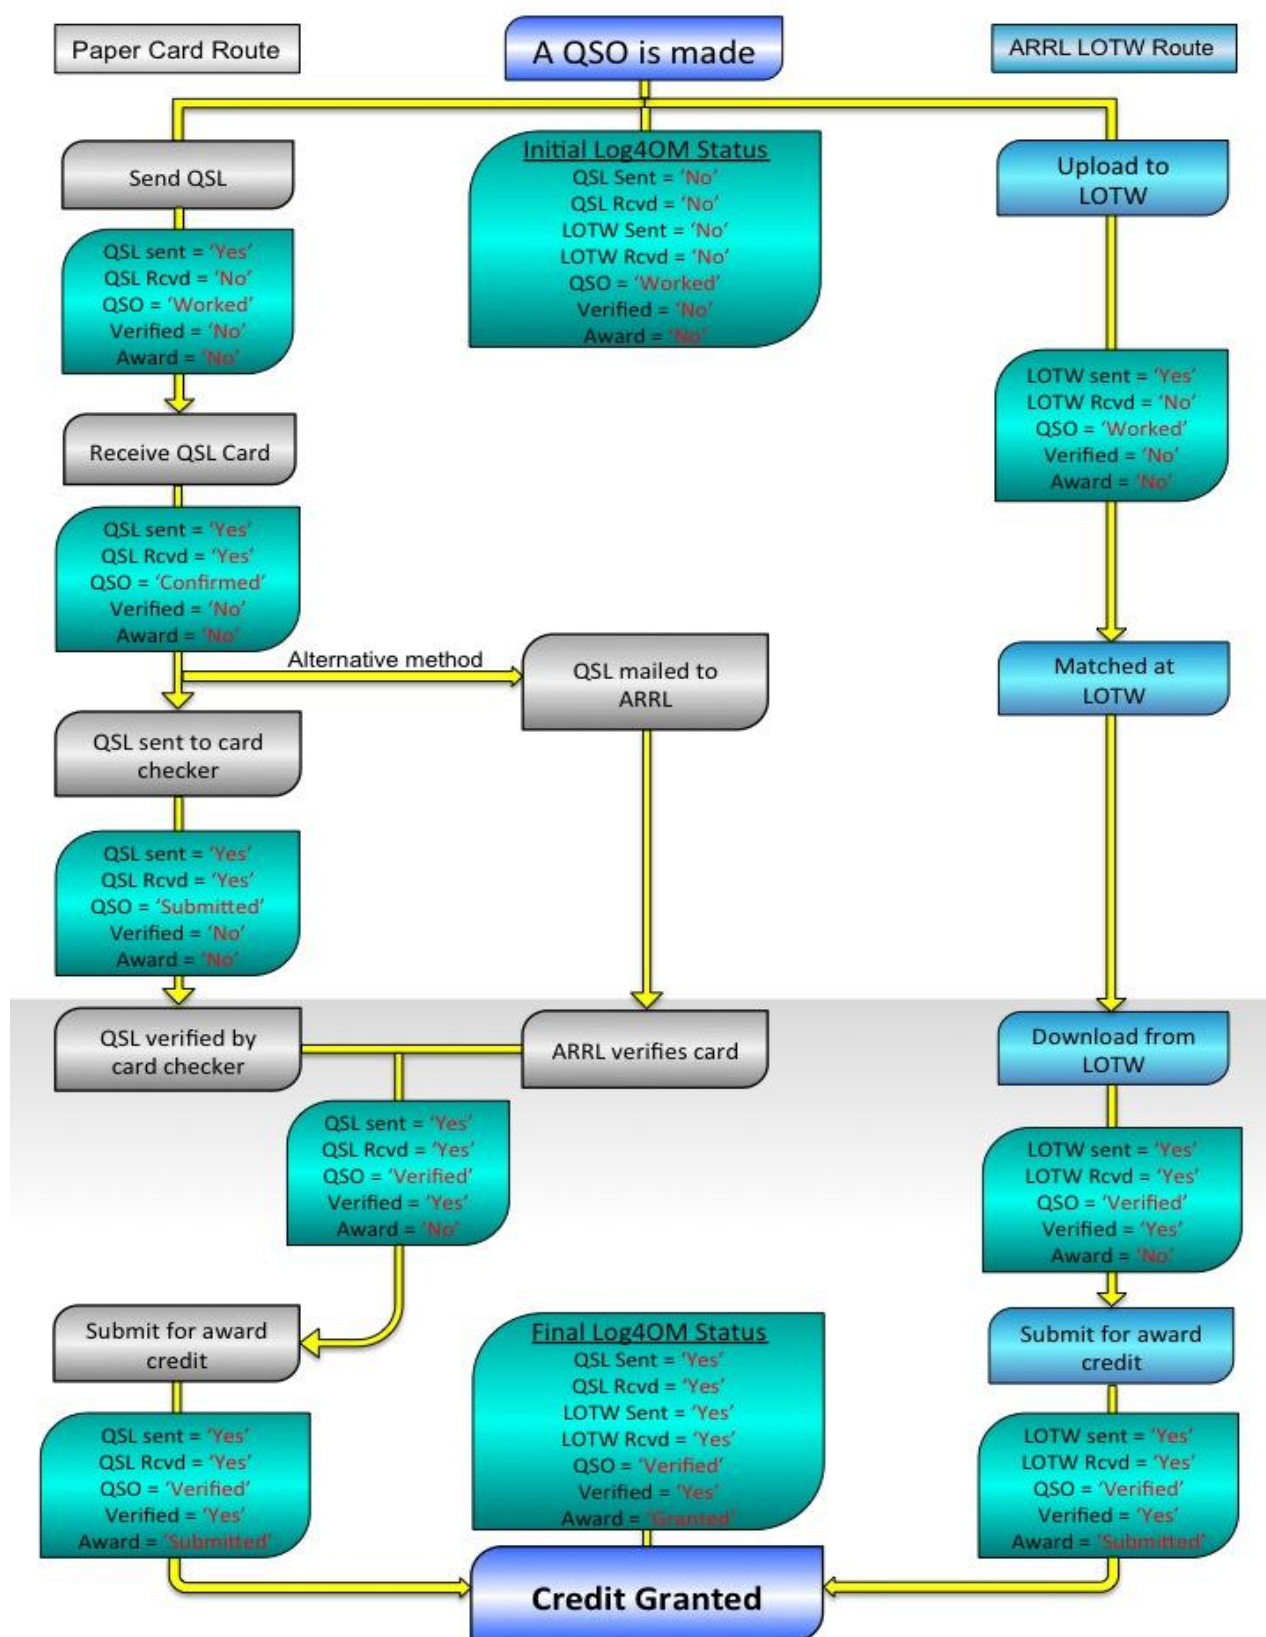 Paper Card Route
A QSO is made
ARRL LOTW Route
Send QSL
QSL sent = ‘Yes’
QSL Rcvd = ‘No’
QSO = ‘Worked’
Verified = ‘No’
Award = ‘No’
Initial Log4OM Status
QSL Sent = ‘No’
QSL Rcvd = ‘No’
LOTW Sent = ‘No’
LOTW Rcvd = ‘No’
QSO = ‘Worked’
Verified = ‘No’
Award = ‘No’
Upload to
LOTW
LOTW sent = ‘Yes’
LOTW Rcvd = ‘No’
QSO = ‘Worked’
Verified = ‘No’
Award = ‘No’
Receive QSL Card
QSL sent = ‘Yes’
QSL Rcvd = ‘Yes’
QSO = ‘Confirmed’
Verified = ‘No’
Award = ‘No’
Alternative method
QSL mailed to
ARRL
Matched at
LOTW
QSL sent to card
checker
QSL sent = ‘Yes’
QSL Rcvd = ‘Yes’
QSO = ‘Submitted’
Verified = ‘No’
Award = ‘No’
QSL verified by
card checker
ARRL verifies card
Download from
LOTW
QSL sent = ‘Yes’
QSL Rcvd = ‘Yes’
QSO = ‘Verified’
Verified = ‘Yes’
Award = ‘No’
LOTW sent = ‘Yes’
LOTW Rcvd = ‘Yes’
QSO = ‘Verified’
Verified = ‘Yes’
Award = ‘No’
Submit for award
credit
Final Log4OM Status
QSL Sent = ‘Yes’
QSL Rcvd = ‘Yes’
LOTW Sent = ‘Yes’
LOTW Rcvd = ‘Yes’
QSO = ‘Verified’
Verified = ‘Yes’
Award = ‘Granted’
Submit for award
credit
QSL sent = ‘Yes’
QSL Rcvd = ‘Yes’
QSO = ‘Verified’
Verified = ‘Yes’
Award = ‘Submitted’
LOTW sent = ‘Yes’
LOTW Rcvd = ‘Yes’
QSO = ‘Verified’
Verified = ‘Yes’
Award = ‘Submitted’
Credit Granted